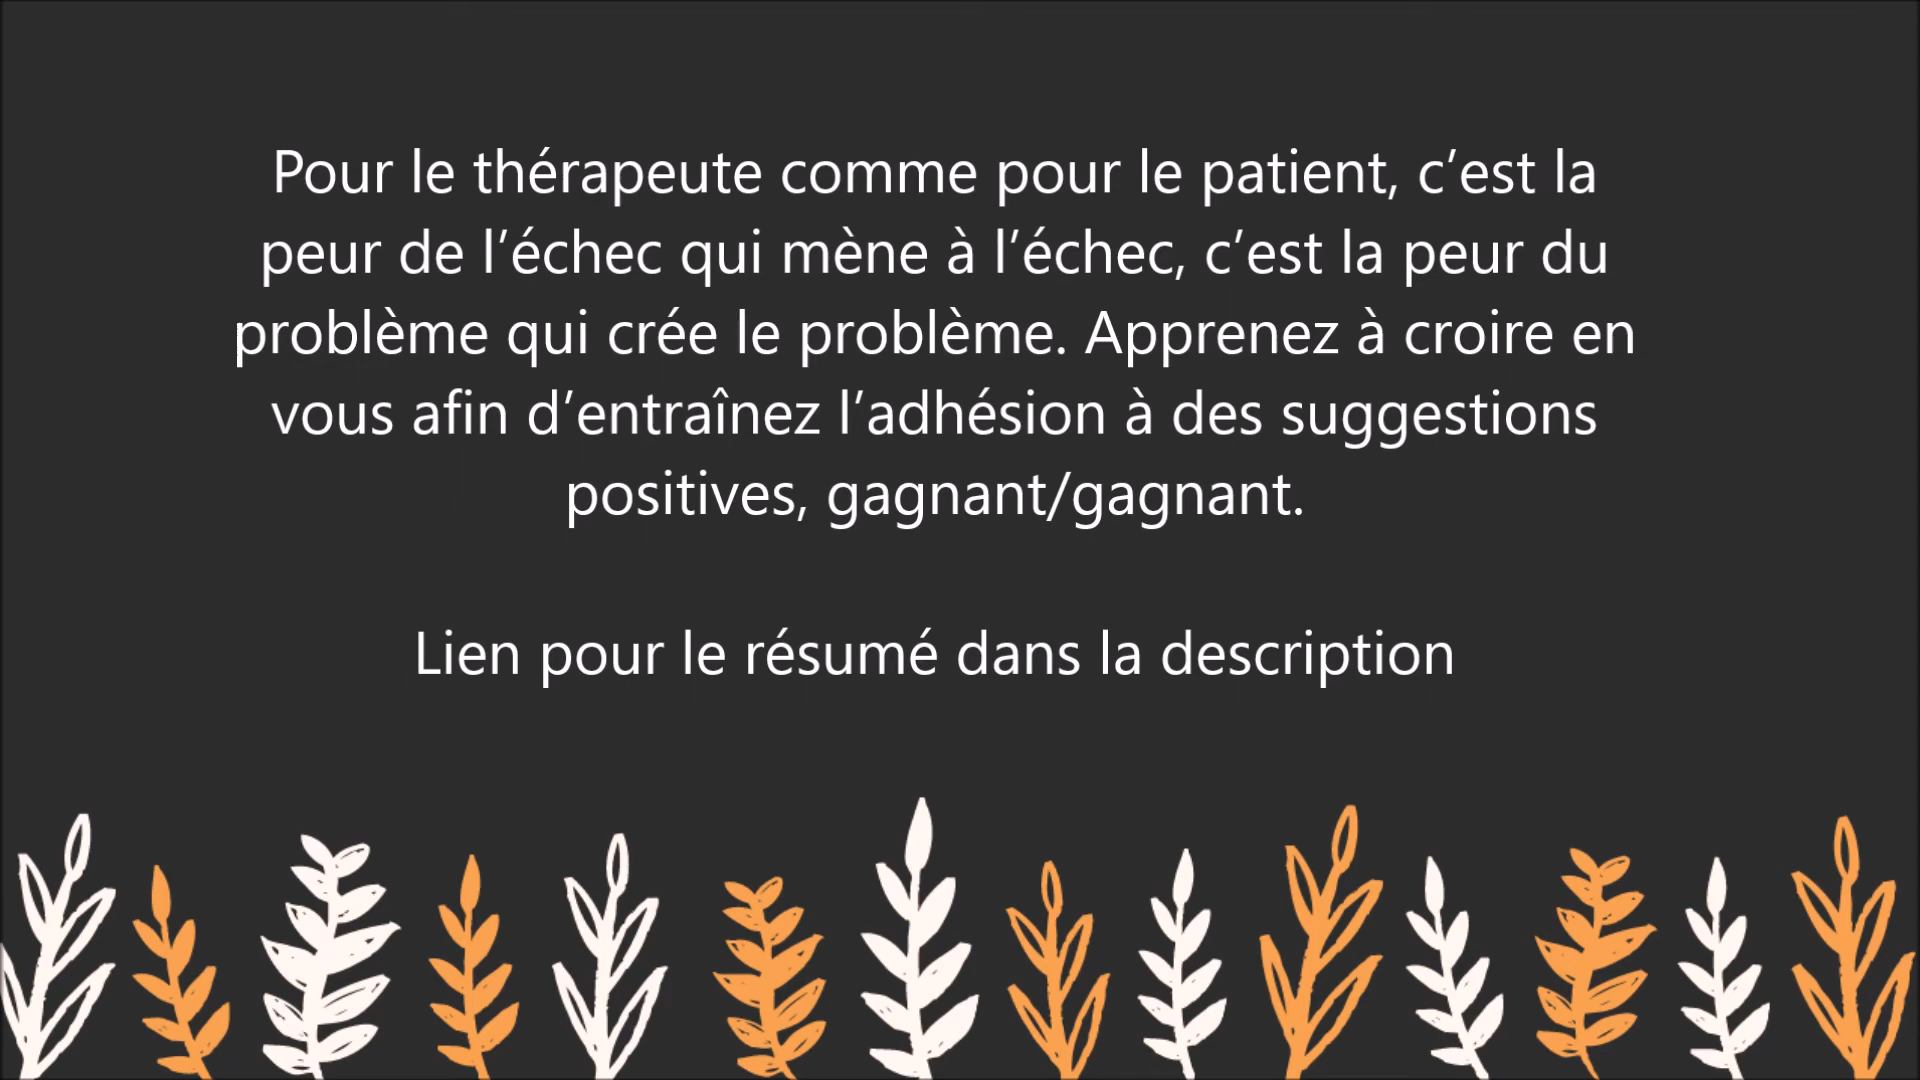 Pour le thérapeute comme pour le patient, c’est la
peur de l’échec qui mène à l’échec, c’est la peur du
problème qui crée le problème. Apprenez à croire en
vous afin d’entraînez l’adhésion à des suggestions
positives, gagnant/gagnant.
Lien pour le résumé dans la description